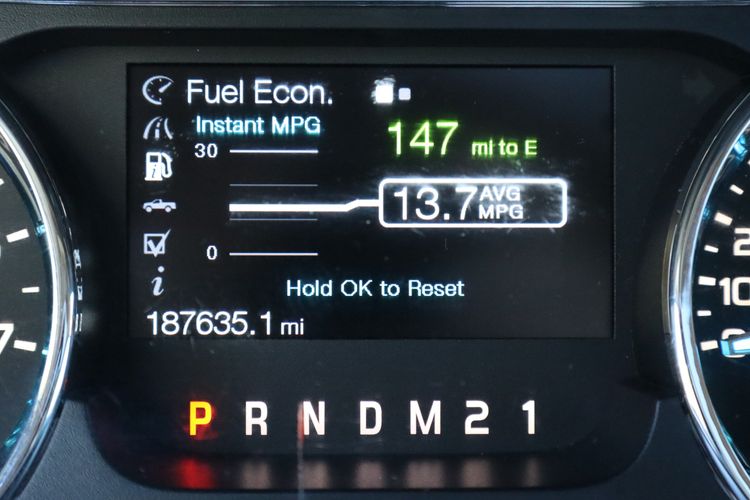 Fuel Econ.
Instant MPG
147 mi to E
30
13.7 AVG MPG
0
Hold OK to Reset
187635.1 mi
P R N D M 2 1
10